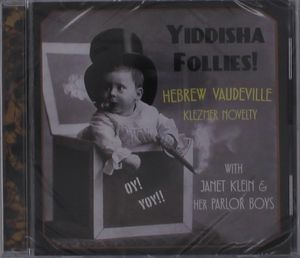 YIDDISHA
FOLLIES!
HEBREW VAUDEVILLE
KLEZMER NOVELTY
WITH
JANET KLEIN &
HER PARLOR BOYS
OY!
YOY!!